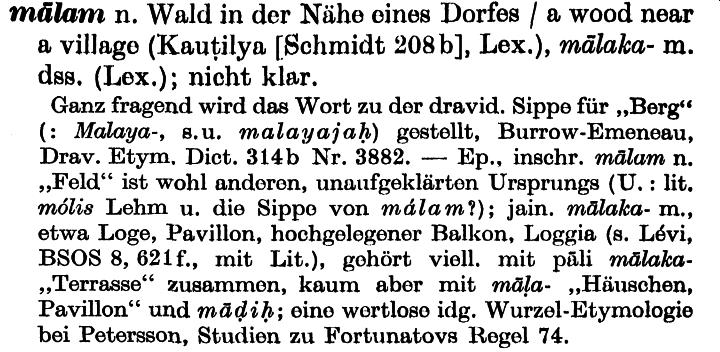 mālam n. Wald in der Nähe eines Dorfes / a wood near
a village (Kauṭilya [Schmidt 208b], Lex.), mālaka- m.
dss. (Lex.); nicht klar.
Ganz fragend wird das Wort zu der dravid. Sippe für „Berg“
(: Malaya-, s.u. malayajaḥ) gestellt, Burrow-Emeneau,
Drav. Etym. Dict. 314b Nr. 3882. — Ep., inschr. mālam n.
„Feld“ ist wohl anderen, unaufgeklärten Ursprungs (U.: lit.
mólis Lehm u. die Sippe von málam?); jain. mālaka- m.,
etwa Loge, Pavillon, hochgelegener Balkon, Loggia (s. Lévi,
BSOS 8, 621f., mit Lit.), gehört viell. mit pāli mālaka-
„Terrasse“ zusammen, kaum aber mit māḷa- „Häuschen,
Pavillon“ und māḍiḥ; eine wertlose idg. Wurzel-Etymologie
bei Petersson, Studien zu Fortunatovs Regel 74.